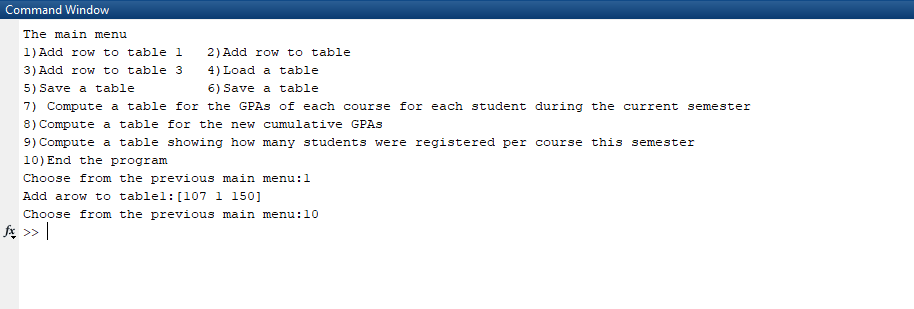 Command Window
The main menu
1)Add row to table 1   2)Add row to table
3)Add row to table 3   4)Load a table
5)Save a table         6)Save a table
7) Compute a table for the GPAs of each course for each student during the current semester
8)Compute a table for the new cumulative GPAs
9)Compute a table showing how many students were registered per course this semester
10)End the program
Choose from the previous main menu:1
Add arow to table1:[107 1 150]
Choose from the previous main menu:10
fx >>